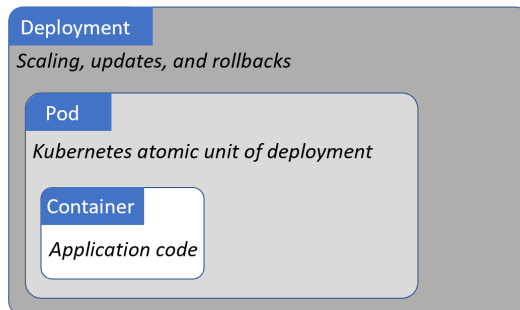 Deployment
Scaling, updates, and rollbacks
Pod
Kubernetes atomic unit of deployment
Container
Application code